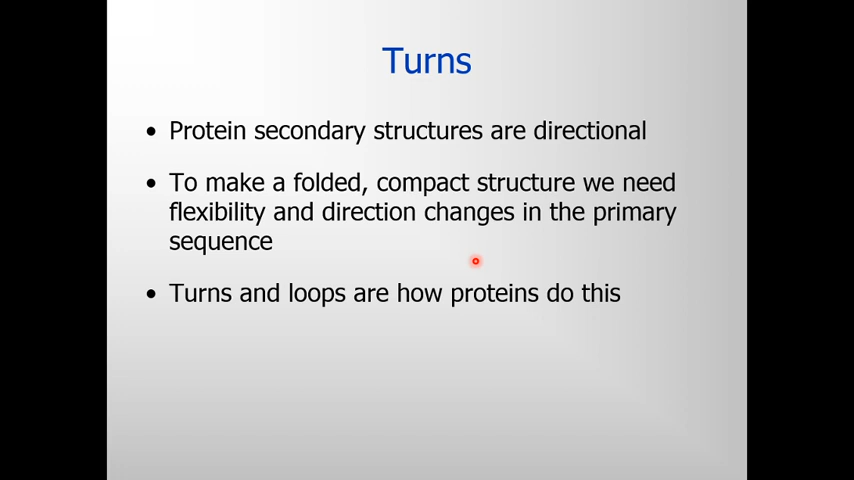 Turns
• Protein secondary structures are directional
• To make a folded, compact structure we need
flexibility and direction changes in the primary
sequence
• Turns and loops are how proteins do this